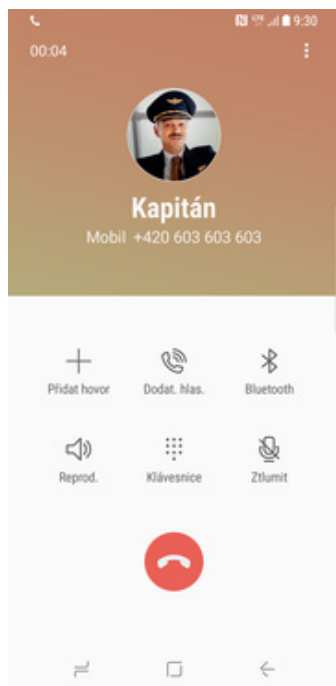 9:30
00:04
Kapitán
Mobil +420 603 603 603
Přidat hovor Dodat. hlas. Bluetooth
Reprod. Klávesnice Ztlumit